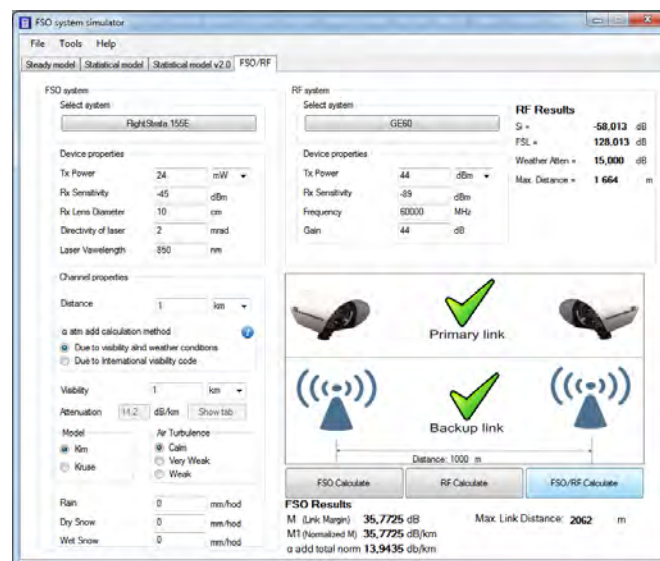 FSO system simulator
File Tools Help
Steady model Statistical model Statistical model v2.0 FSO/RF
FSO system
Select system
FlightStrata 155E
Device properties
Tx Power 24 mW
Rx Sensitivity -45 dBm
Rx Lens Diameter 10 cm
Directivity of laser 2 mrad
Laser Vawelength 850 nm
Channel properties
Distance 1 km
α atm add calculation method
Due to visibility aInd weather conditions
Due to International visibility code
Visibility 1 km
Attenuation 14.2 dB/km Show tab
Model
Kim
Kruse
Air Turbulence
Calm
Very Weak
Weak
Rain 0 mm/hod
Dry Snow 0 mm/hod
Wet Snow 0 mm/hod
RF system
Select system
GE60
Device properties
Tx Power 44 dBm
Rx Sensitivity -89 dBm
Frequency 60000 MHz
Gain 44 dB
RF Results
Si = -58,013 dB
FSL = 128,013 dB
Weather Atten = 15,000 dB
Max. Distance = 1 664 m
Primary link
Backup link
Distance: 1000 m
FSO Calculate RF Calculate FSO/RF Calculate
FSO Results
M (Link Margin) 35,7725 dB Max. Link Distance: 2062 m
M1 (Normalized M) 35,7725 db/km
α add total norm 13,9435 db/km